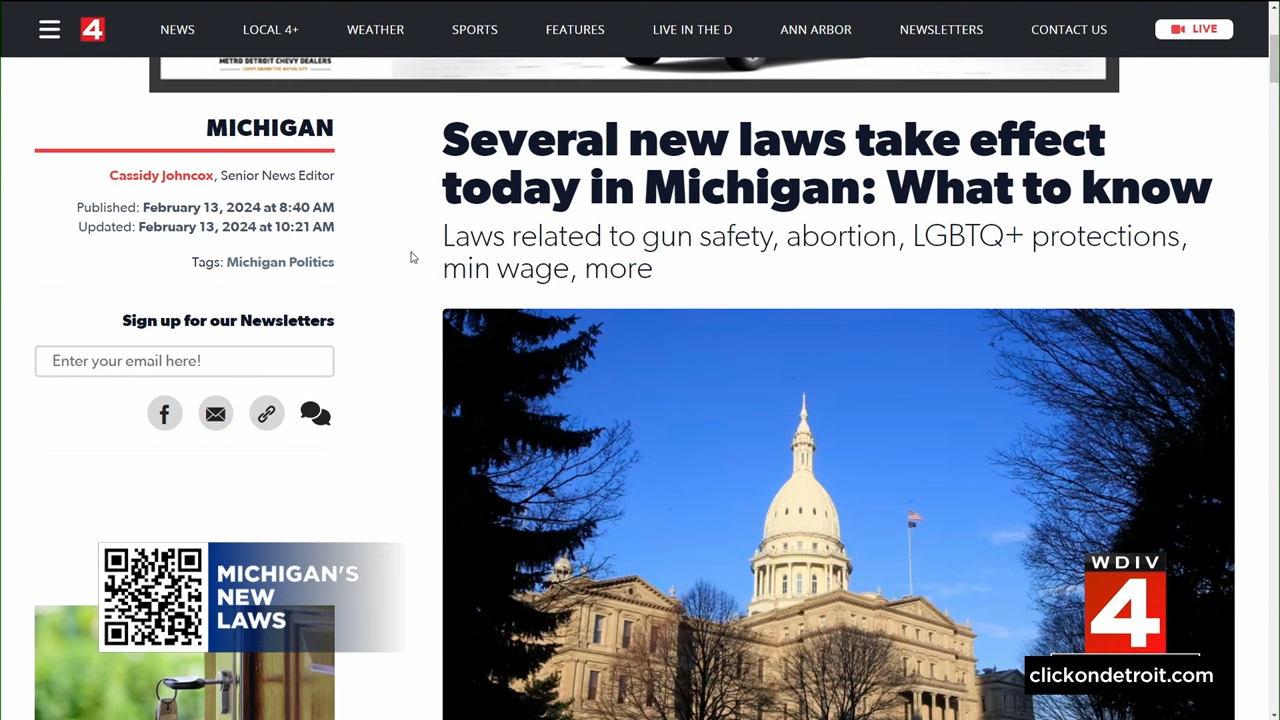 4
NEWS
LOCAL 4+
WEATHER
SPORTS
FEATURES
LIVE IN THE D
ANN ARBOR
NEWSLETTERS
CONTACT US
LIVE
METRO DETROIT CHEVY DEALERS
MICHIGAN
Cassidy Johncox, Senior News Editor
Published: February 13, 2024 at 8:40 AM
Updated: February 13, 2024 at 10:21 AM
Tags: Michigan Politics
Sign up for our Newsletters
Enter your email here!
Several new laws take effect
today in Michigan: What to know
Laws related to gun safety, abortion, LGBTQ+ protections,
min wage, more
MICHIGAN'S
NEW
LAWS
WDIV
4
clickondetroit.com